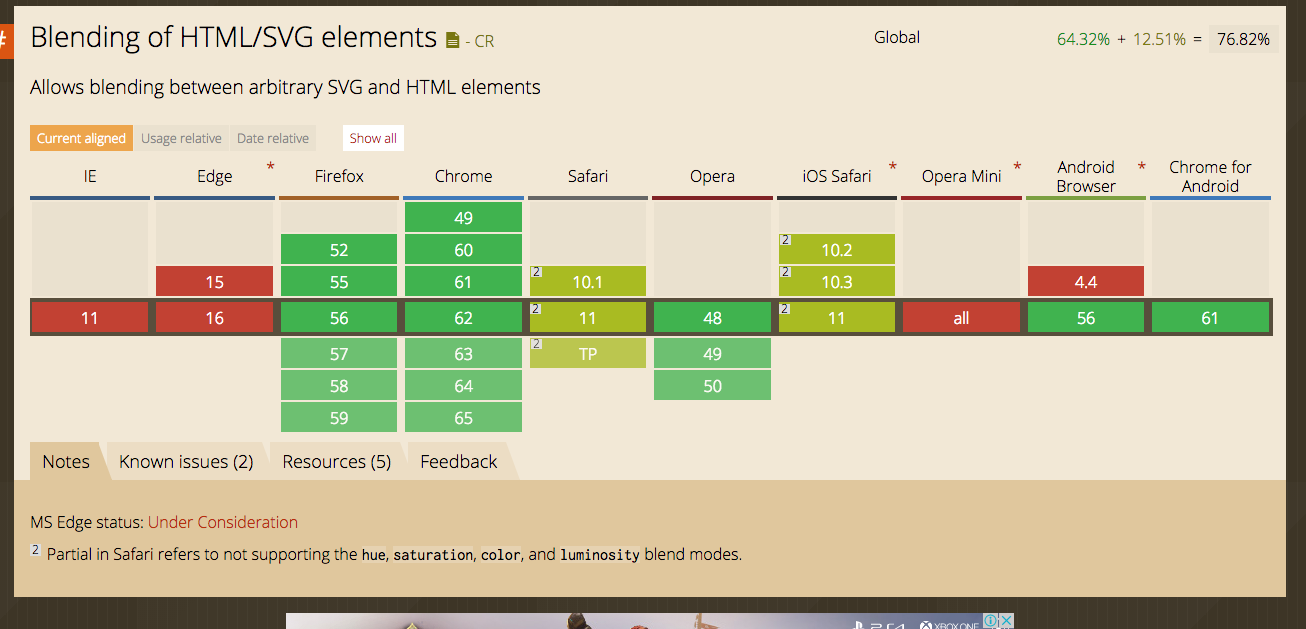 #
Blending of HTML/SVG elements - CR
Global
64.32% + 12.51% = 76.82%
Allows blending between arbitrary SVG and HTML elements
Current aligned Usage relative Date relative Show all
IE Edge * Firefox Chrome Safari Opera iOS Safari * Opera Mini * Android Browser * Chrome for Android
49
52 60 2 10.2
15 55 61 2 10.1 2 10.3 4.4
11 16 56 62 2 11 48 2 11 all 56 61
57 63 2 TP 49
58 64 50
59 65
Notes Known issues (2) Resources (5) Feedback
MS Edge status: Under Consideration
2 Partial in Safari refers to not supporting the hue, saturation, color, and luminosity blend modes.
PS4 XBOX ONE